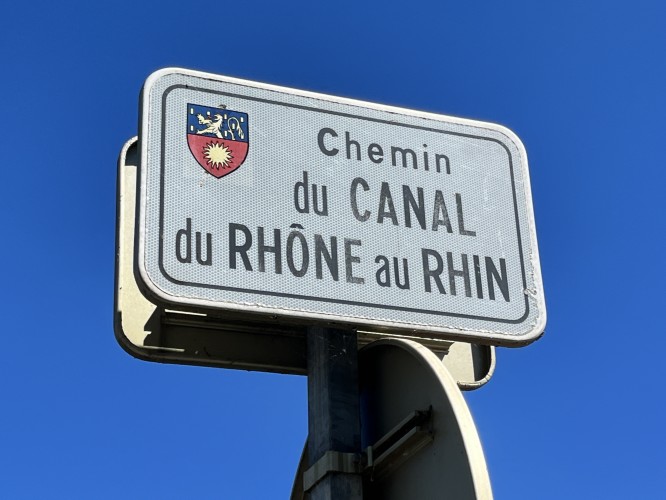 Chemin
du CANAL
du RHÔNE au RHIN